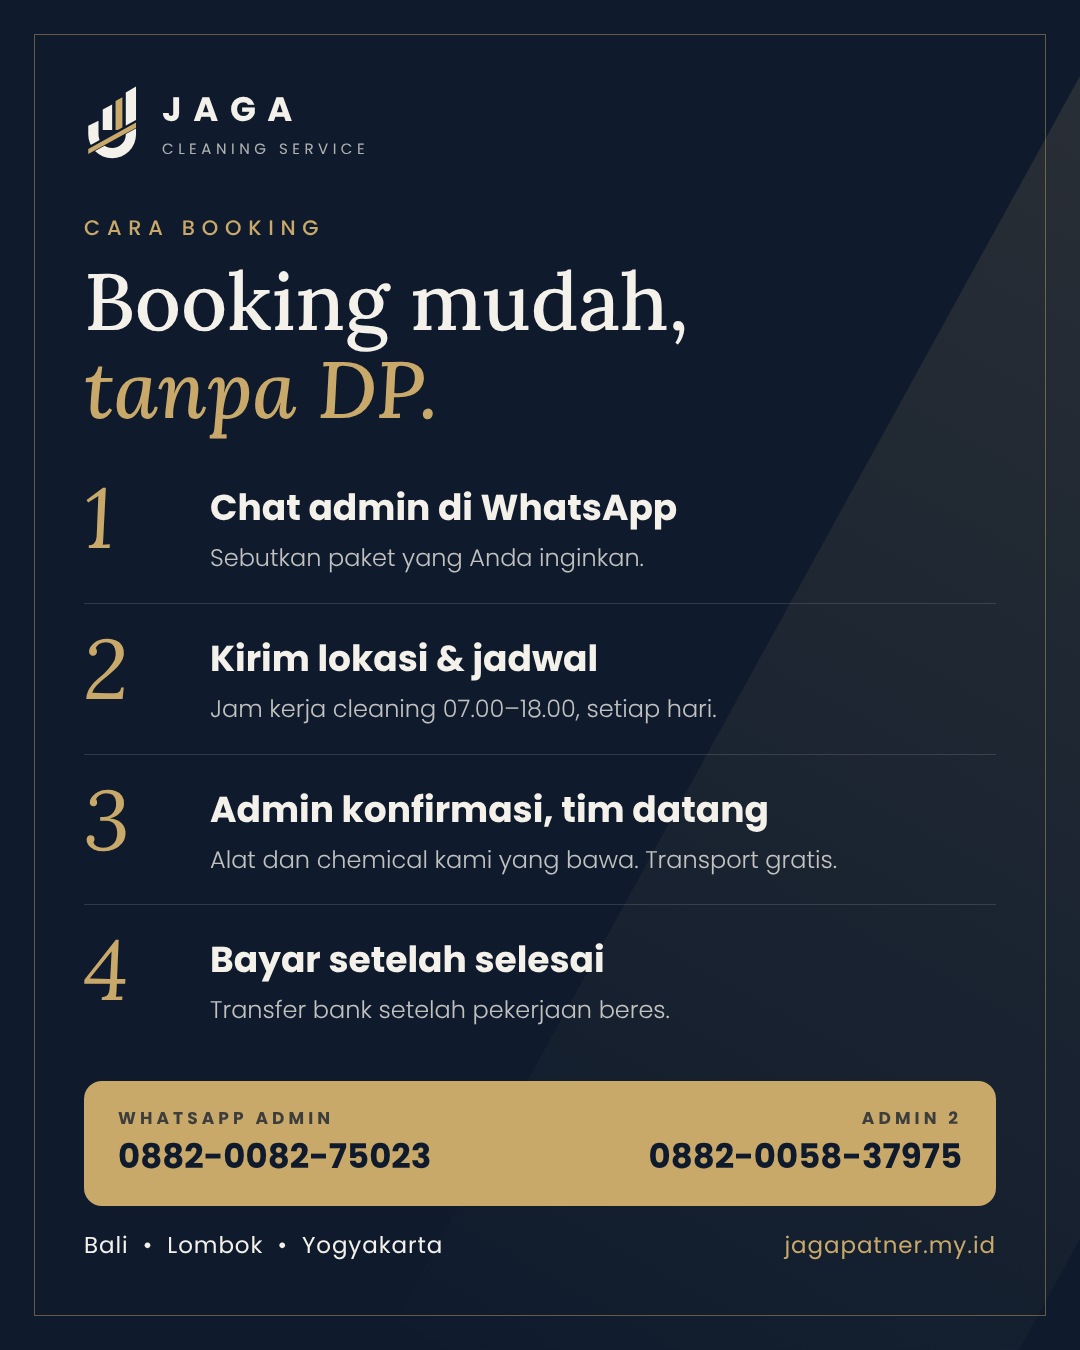 JAGA
CLEANING SERVICE
CARA BOOKING
Booking mudah,
tanpa DP.
1
Chat admin di WhatsApp
Sebutkan paket yang Anda inginkan.
2
Kirim lokasi & jadwal
Jam kerja cleaning 07.00–18.00, setiap hari.
3
Admin konfirmasi, tim datang
Alat dan chemical kami yang bawa. Transport gratis.
4
Bayar setelah selesai
Transfer bank setelah pekerjaan beres.
WHATSAPP ADMIN
0882-0082-75023
ADMIN 2
0882-0058-37975
Bali • Lombok • Yogyakarta
jagapatner.my.id